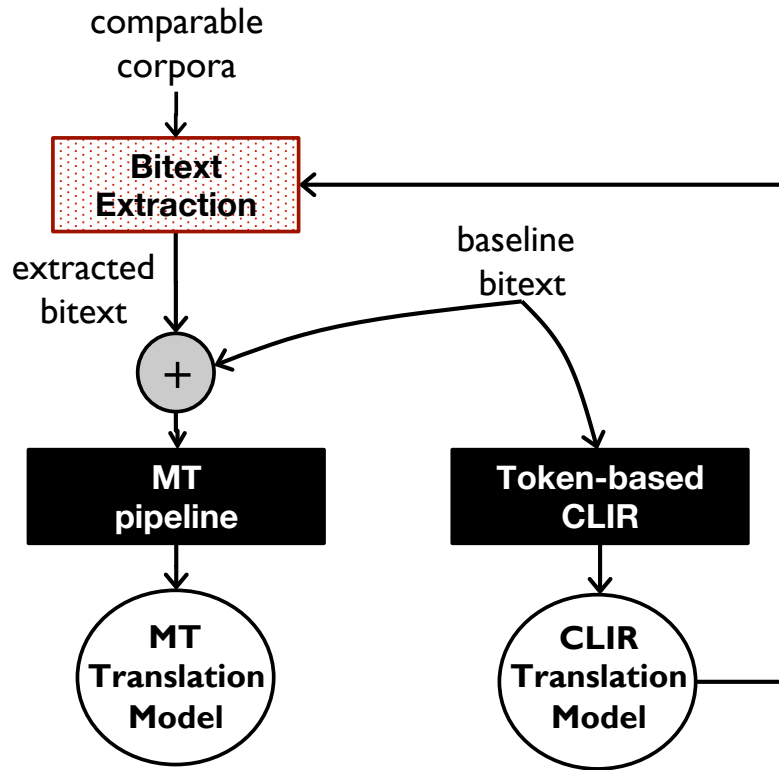 comparable
corpora
Bitext
Extraction
extracted
bitext
baseline
bitext
+
MT
pipeline
Token-based
CLIR
MT
Translation
Model
CLIR
Translation
Model